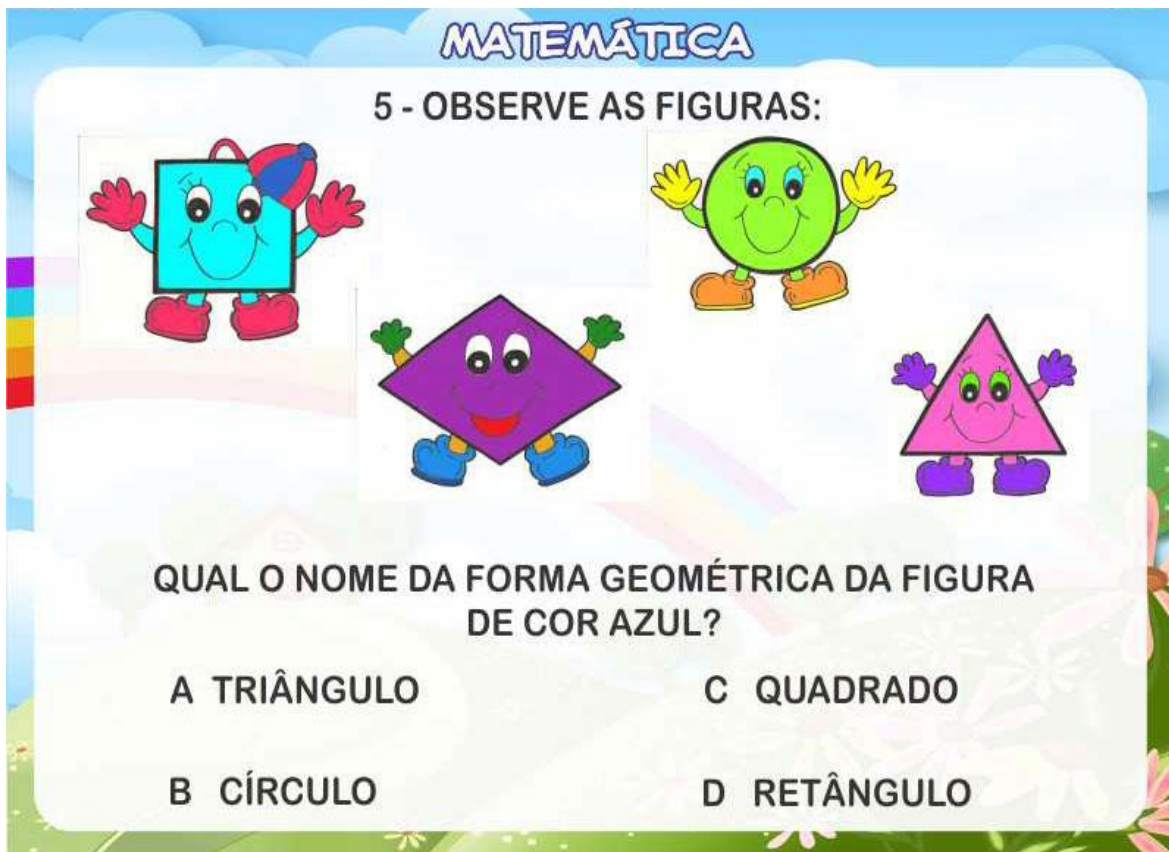 MATEMÁTICA
5 - OBSERVE AS FIGURAS:
QUAL O NOME DA FORMA GEOMÉTRICA DA FIGURA
DE COR AZUL?
A TRIÂNGULO
C QUADRADO
B CÍRCULO
D RETÂNGULO